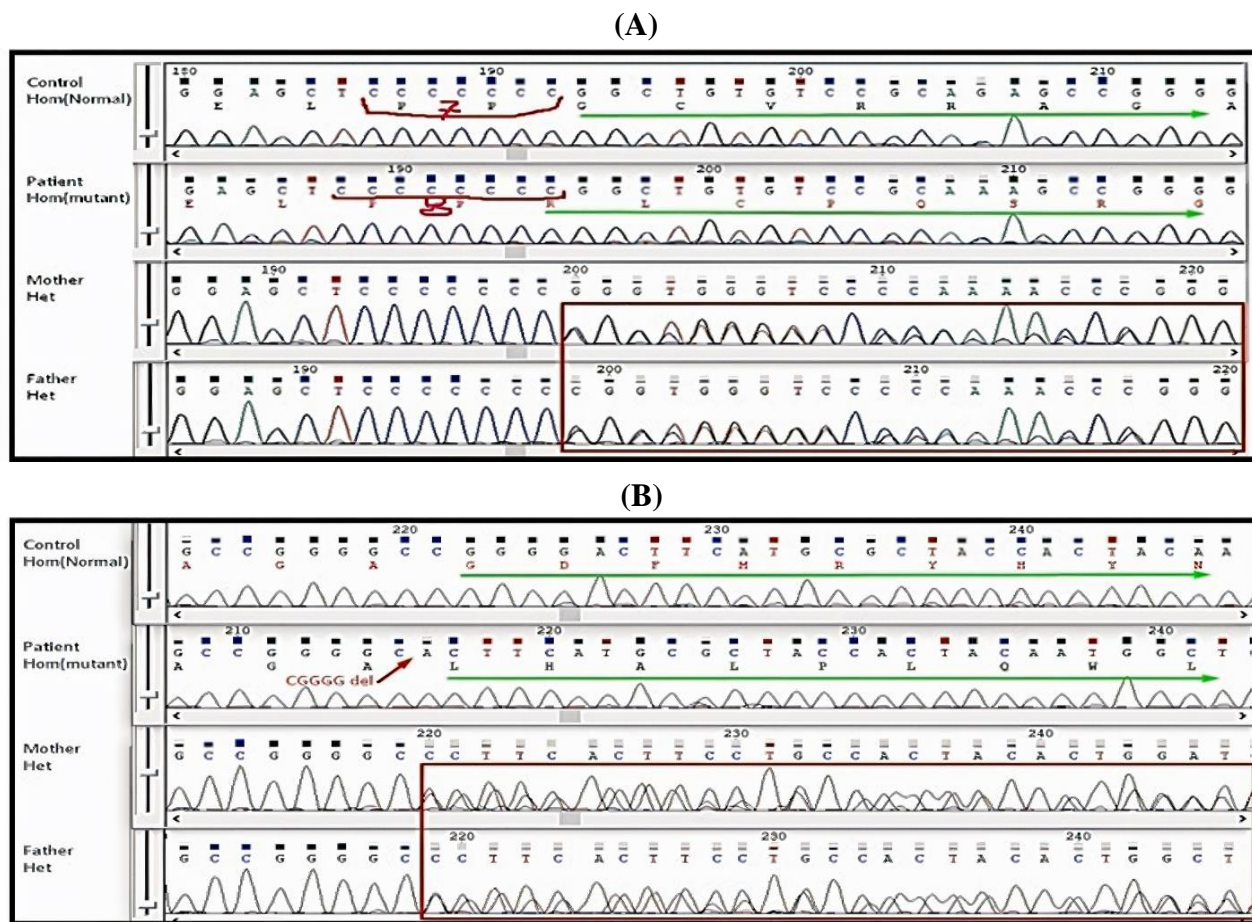 (A)
Control
Hom(Normal)
180 190 200 210
G G A G C T C C C C C C C G G C T G T G T C C G C A G A G C C G G G G
E L P P G C V R R A G A
7
Patient
Hom(mutant)
190 200 210
G A G C T C C C C C C C C G G C T G T G T C C G C A A A G C C G G G G
E L P P R L C P Q S R G
8
Mother
Het
190 200 210 220
G G A G C T C C C C C C C G G G T G G G T C C C C A A A A C C C G G G
Father
Het
190 200 210 220
G G A G C T C C C C C C C C G G T G G G T C C C C C A A A C C C G G G
(B)
Control
Hom(Normal)
220 230 240
G C C G G G G C C G G G G A C T T C A T G C G C T A C C A C T A C A A
A G A G D F M R Y H Y N
Patient
Hom(mutant)
210 220 230 240
G C C G G G G C A C T T C A T G C G C T A C C A C T A C A A T G G C T
A G A L H A L P L Q W L
CGGGG del
Mother
Het
220 230 240
G C C G G G G C C C T T C A C T T C C T G C C A C T A C A C T G G A T
Father
Het
220 230 240
G C C G G G G C C C T T C A C T T C C T G C C A C T A C A C T G G C T